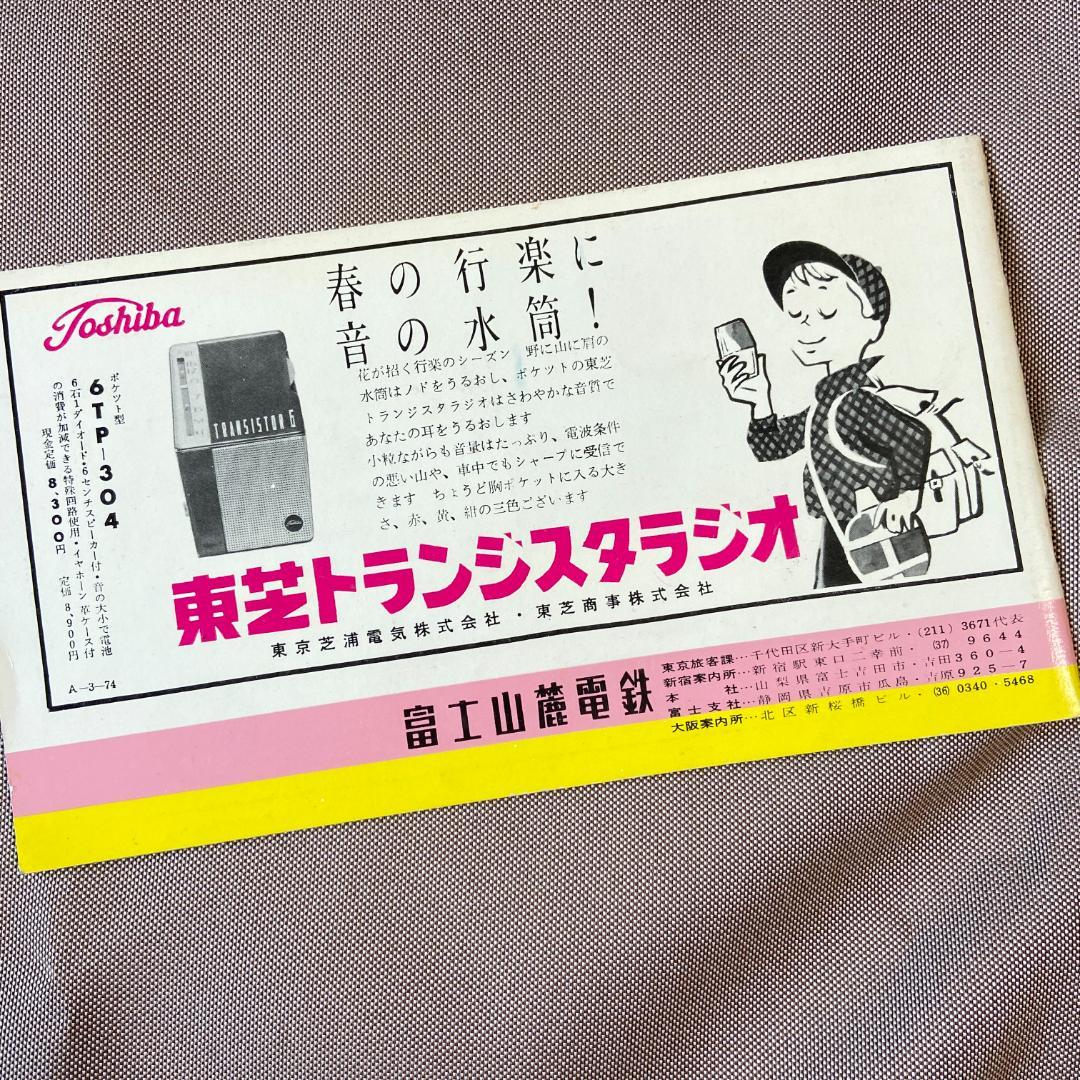 春の行楽に
音の水筒！
Toshiba
花が招く行楽のシーズン　野に山に肩の
水筒はノドをうるおし、ポケットの東芝
トランジスタラジオはさわやかな音質で
あなたの耳をうるおします
小粒ながらも音量はたっぷり、電波条件
の悪い山や、車中でもシャープに受信で
きます　ちょうど胸ポケットに入る大き
さ、赤、黄、紺の三色ございます
TRANSISTOR 6
Toshiba
ポケット型
6TP-304
6石1ダイオード・6センチスピーカー付・音の大小で電池
の消費が加減できる特殊回路使用・イヤホーン 革ケース付
現金定価 8,300円　定価 8,900円
東芝トランジスタラジオ
東京芝浦電気株式会社・東芝商事株式会社
A-3-74
富士山麓電鉄
東京旅客課…千代田区新大手町ビル・(211) 3671代表
新宿案内所…新宿駅東口二幸前・(37) 9644
本社…山梨県富士吉田市・吉田360-4
富士支社…静岡県吉原市瓜島・吉原925-7
大阪案内所…北区新桜橋ビル・(36) 0340・5468